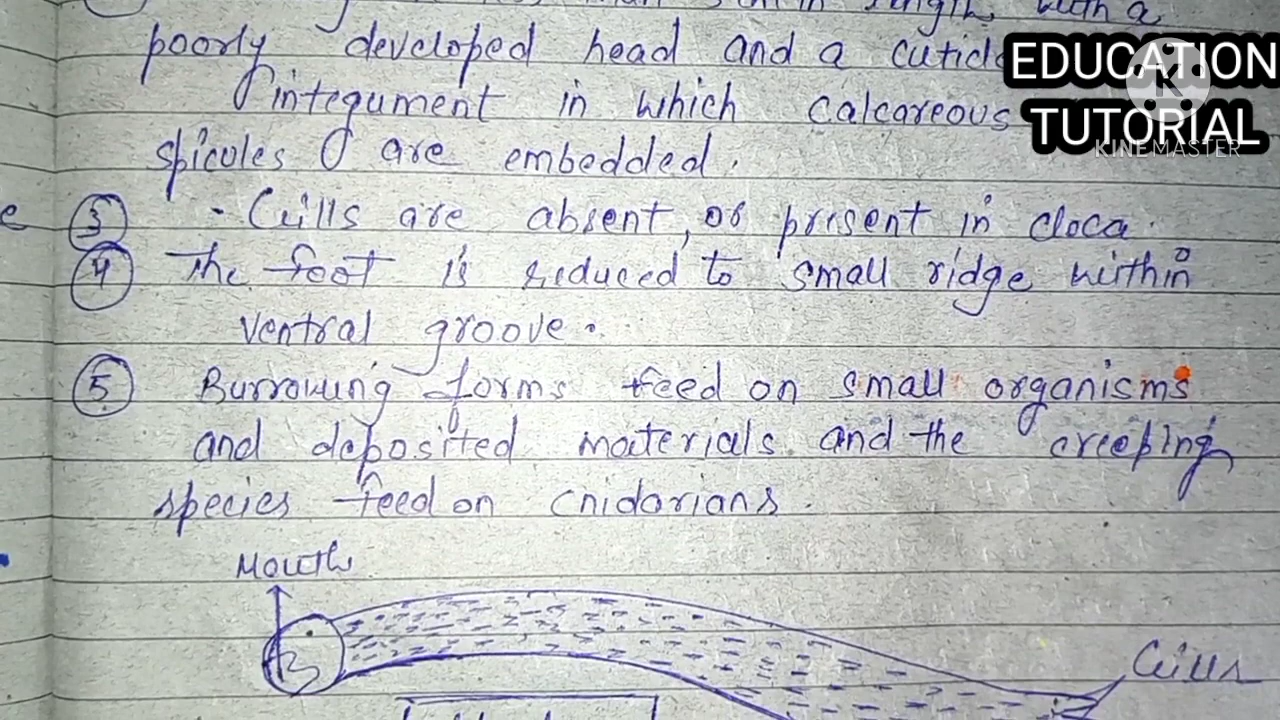 length with a
poorly developed head and a cuticle
integument in which calcareous
spicules are embedded.
e
③ - Gills are absent, or present in cloca.
④ The foot is reduced to small ridge within
ventral groove.
⑤ Burrowing forms feed on small organisms
and deposited materials and the creeping
species feed on cnidarians.
Mouth
Gills
EDUCATION
TUTORIAL
K
KINEMASTER